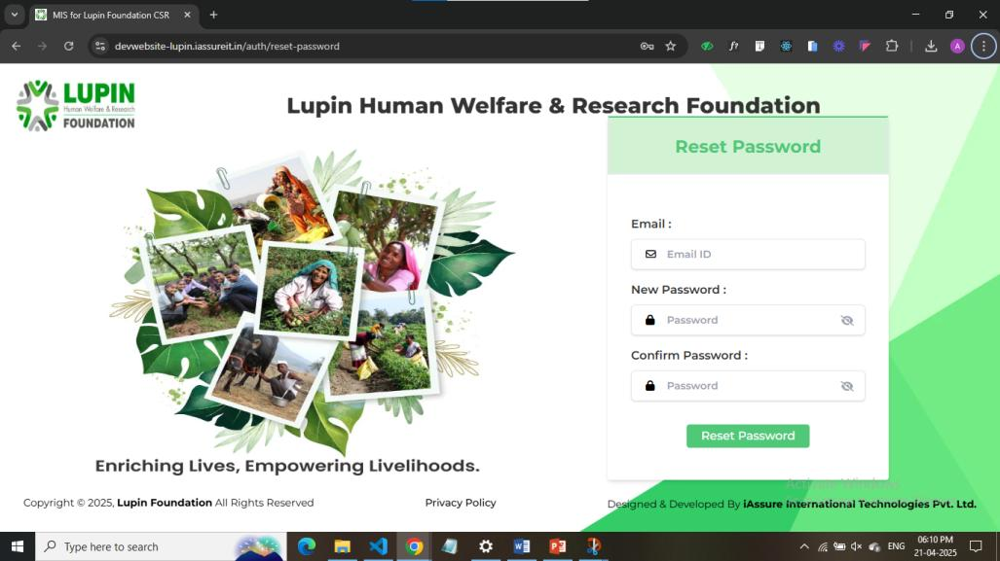 MIS for Lupin Foundation CSR
devwebsite-lupin.iassureit.in/auth/reset-password
LUPIN
Human Welfare & Research
FOUNDATION
Lupin Human Welfare & Research Foundation
Reset Password
Email :
Email ID
New Password :
Password
Confirm Password :
Password
Reset Password
Enriching Lives, Empowering Livelihoods.
Copyright © 2025, Lupin Foundation All Rights Reserved
Privacy Policy
Activate Windows
Designed & Developed By iAssure International Technologies Pvt. Ltd.
Type here to search
ENG
06:10 PM
21-04-2025